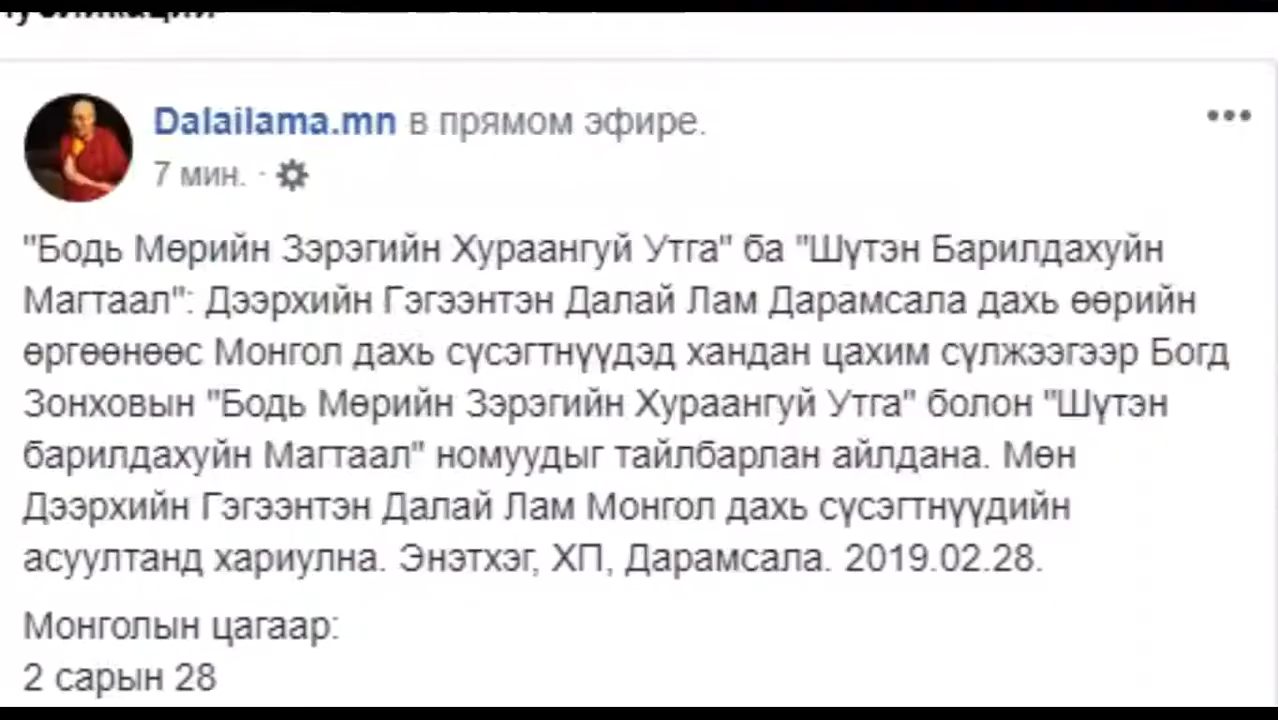 Dalailama.mn в прямом эфире.
7 мин. ·
"Бодь Мөрийн Зэрэгийн Хураангуй Утга" ба "Шүтэн Барилдахуйн
Магтаал": Дээрхийн Гэгээнтэн Далай Лам Дарамсала дахь өөрийн
өргөөнөөс Монгол дахь сүсэгтнүүдэд хандан цахим сүлжээгээр Богд
Зонховын "Бодь Мөрийн Зэрэгийн Хураангуй Утга" болон "Шүтэн
барилдахуйн Магтаал" номуудыг тайлбарлан айлдана. Мөн
Дээрхийн Гэгээнтэн Далай Лам Монгол дахь сүсэгтнүүдийн
асуултанд хариулна. Энэтхэг, ХП, Дарамсала. 2019.02.28.
Монголын цагаар:
2 сарын 28